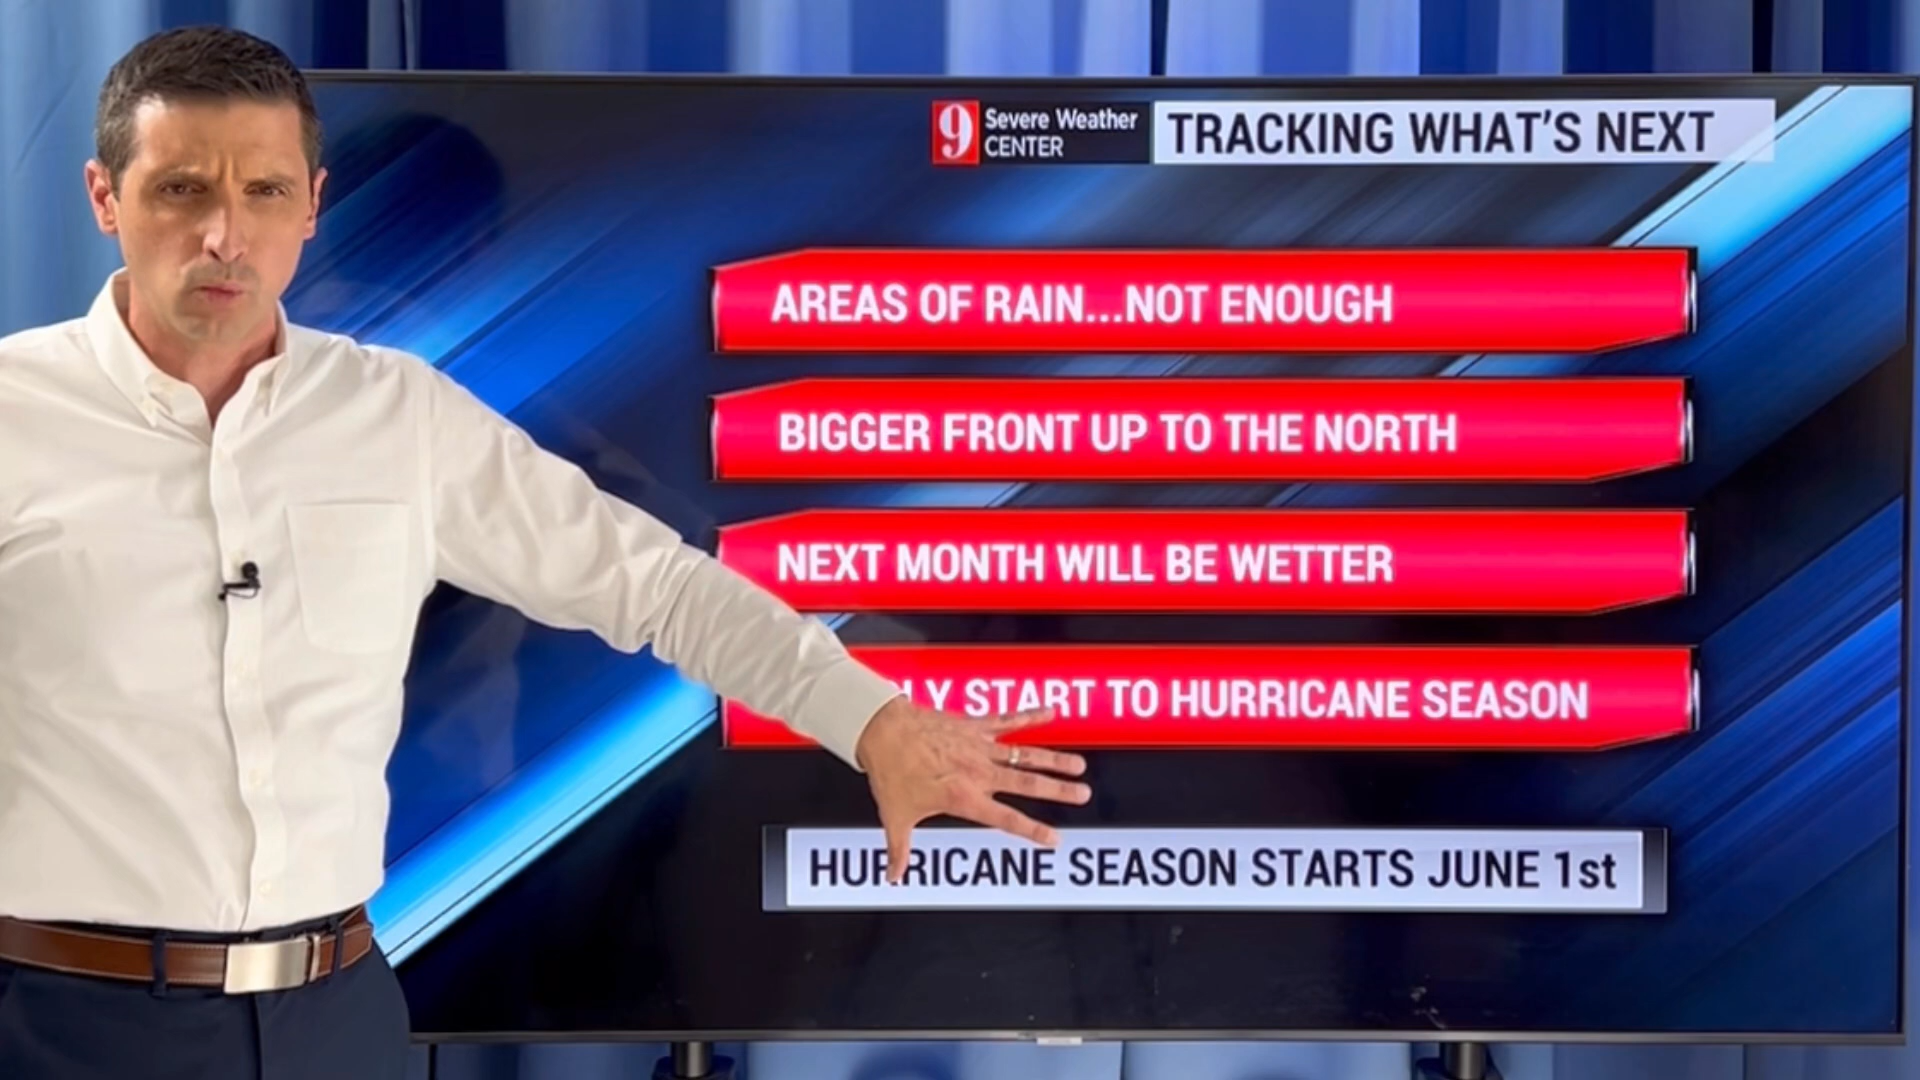 9 Severe Weather CENTER
TRACKING WHAT'S NEXT
AREAS OF RAIN...NOT ENOUGH
BIGGER FRONT UP TO THE NORTH
NEXT MONTH WILL BE WETTER
START TO HURRICANE SEASON
HURRICANE SEASON STARTS JUNE 1st